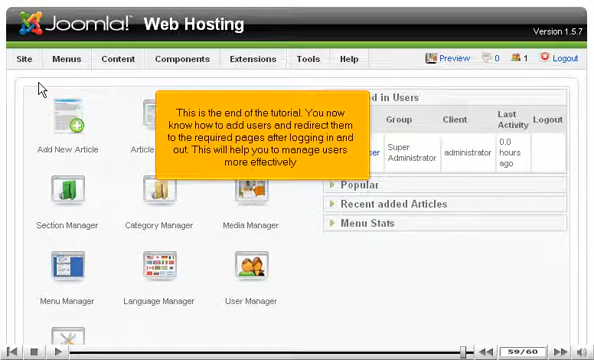 Joomla! Web Hosting
Version 1.5.7
Site Menus Content Components Extensions Tools Help Preview 0 1 Logout
This is the end of the tutorial. You now
know how to add users and redirect them
to the required pages after logging in and
out. This will help you to manage users
more effectively
d in Users
Group Client Last Activity Logout
Super Administrator administrator 0.0 hours ago
Add New Article
Popular
Recent added Articles
Menu Stats
Section Manager Category Manager Media Manager
Menu Manager Language Manager User Manager
59/60